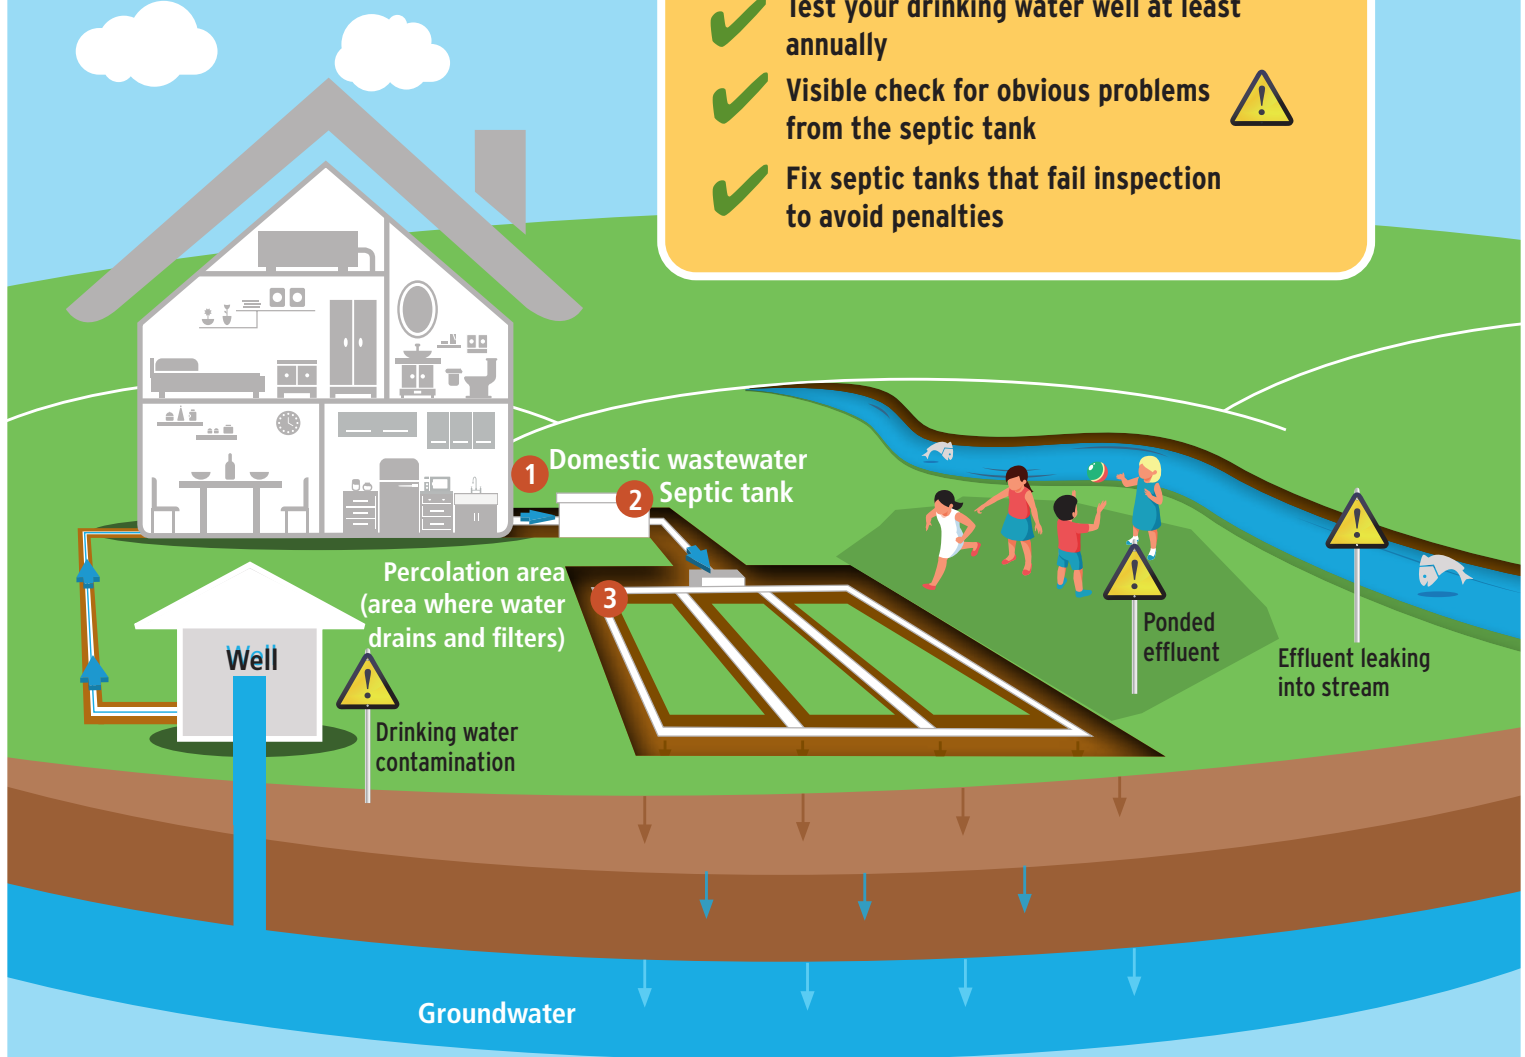 Test your drinking water well at least
annually
Visible check for obvious problems
from the septic tank
Fix septic tanks that fail inspection
to avoid penalties
1 Domestic wastewater
2 Septic tank
Percolation area
(area where water
drains and filters)
3
Well
Drinking water
contamination
Ponded
effluent
Effluent leaking
into stream
Groundwater